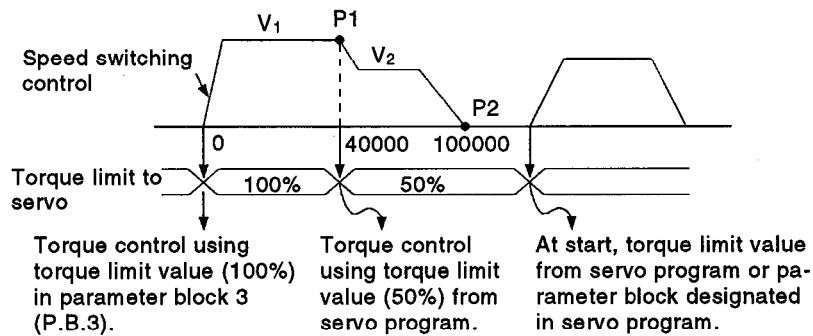 V1
P1
V2
Speed switching
control
P2
0
40000
100000
Torque limit to
servo
100%
50%
Torque control using
torque limit value (100%)
in parameter block 3
(P.B.3).
Torque control
using torque limit
value (50%) from
servo program.
At start, torque limit value
from servo program or pa-
rameter block designated
in servo program.